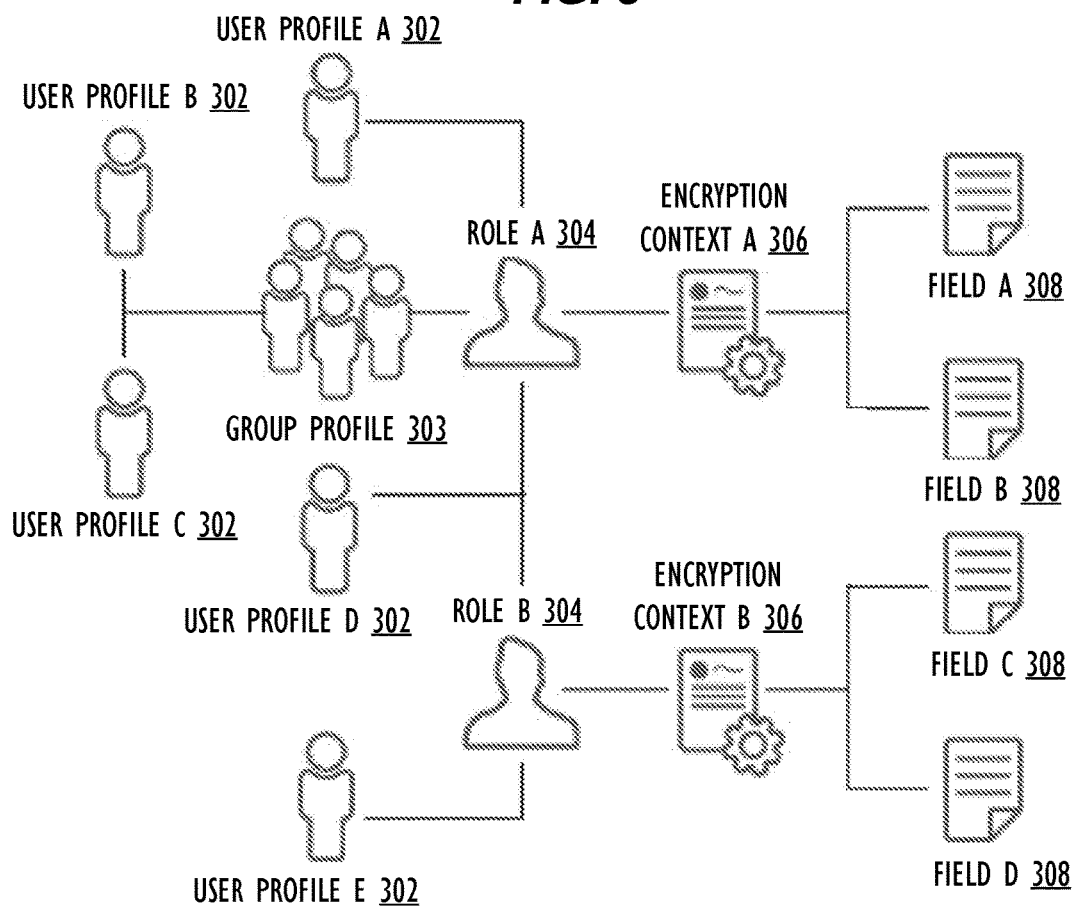 USER PROFILE A 302
USER PROFILE B 302
ROLE A 304
ENCRYPTION
CONTEXT A 306
FIELD A 308
GROUP PROFILE 303
FIELD B 308
USER PROFILE C 302
USER PROFILE D 302
ROLE B 304
ENCRYPTION
CONTEXT B 306
FIELD C 308
USER PROFILE E 302
FIELD D 308